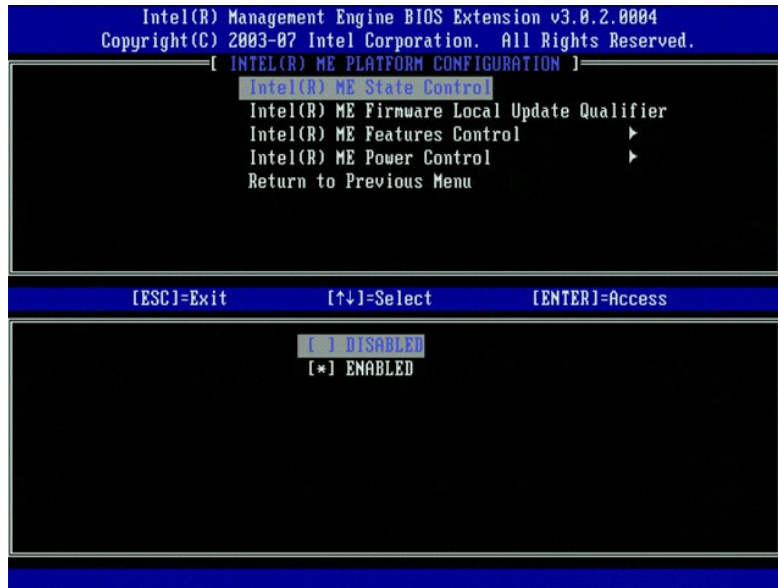 Intel(R) Management Engine BIOS Extension v3.0.2.0004
Copyright(C) 2003-07 Intel Corporation. All Rights Reserved.
[ INTEL(R) ME PLATFORM CONFIGURATION ]
Intel(R) ME State Control
Intel(R) ME Firmware Local Update Qualifier
Intel(R) ME Features Control ►
Intel(R) ME Power Control ►
Return to Previous Menu
[ESC]=Exit [↑↓]=Select [ENTER]=Access
[ ] DISABLED
[*] ENABLED